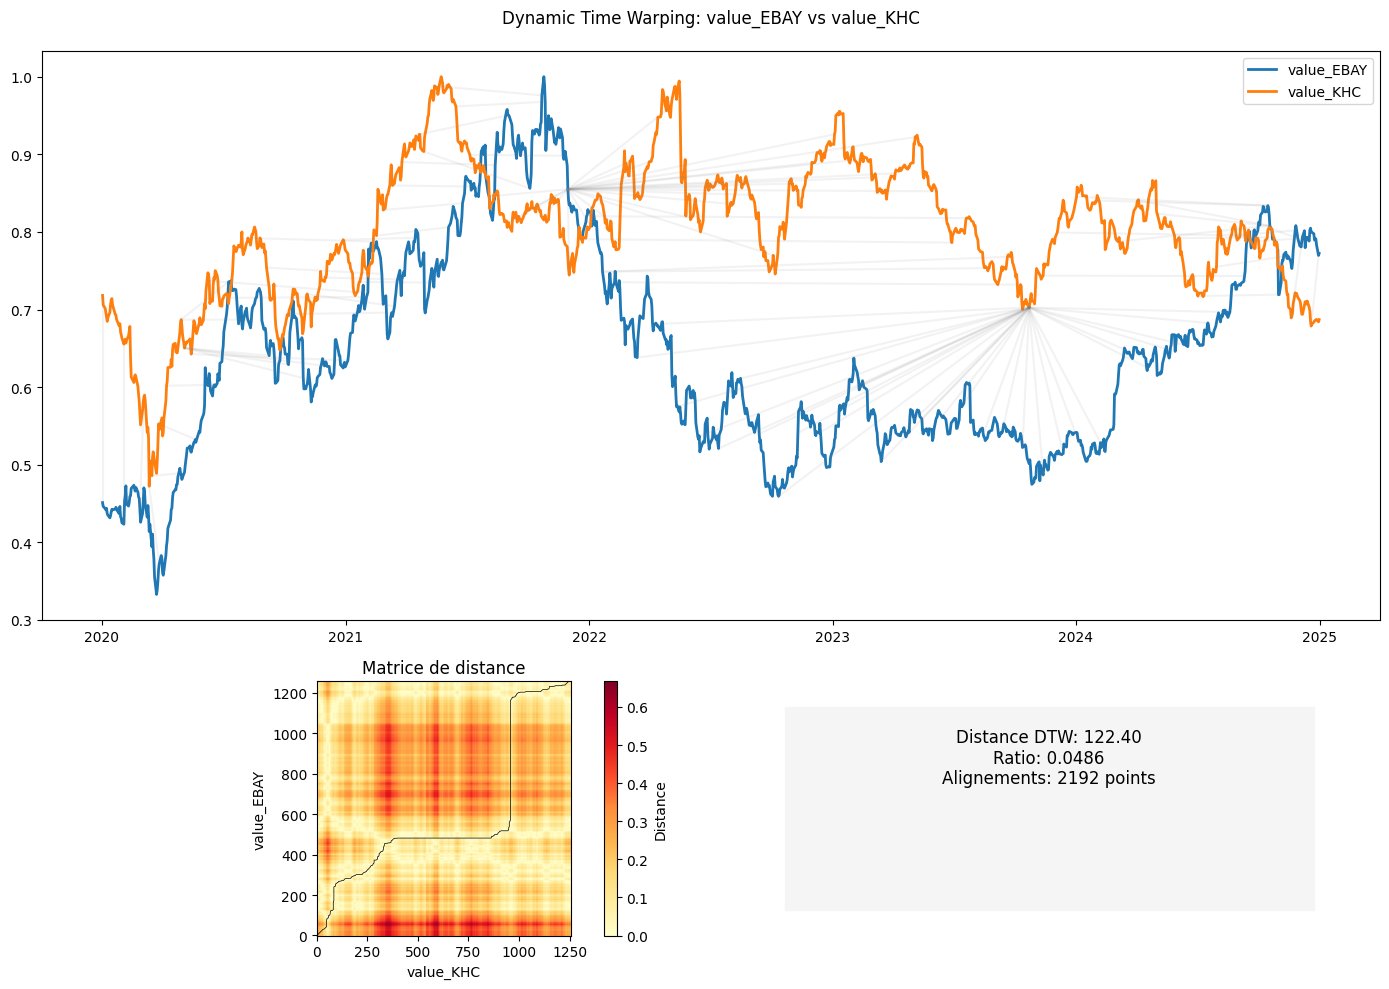 Dynamic Time Warping: value_EBAY vs value_KHC
value_EBAY
value_KHC
1.0
0.9
0.8
0.7
0.6
0.5
0.4
0.3
2020 2021 2022 2023 2024 2025
Matrice de distance
1200
1000
800
600
400
200
0
value_EBAY
0 250 500 750 1000 1250
value_KHC
0.6
0.5
0.4
0.3
0.2
0.1
0.0
Distance
Distance DTW: 122.40
Ratio: 0.0486
Alignements: 2192 points